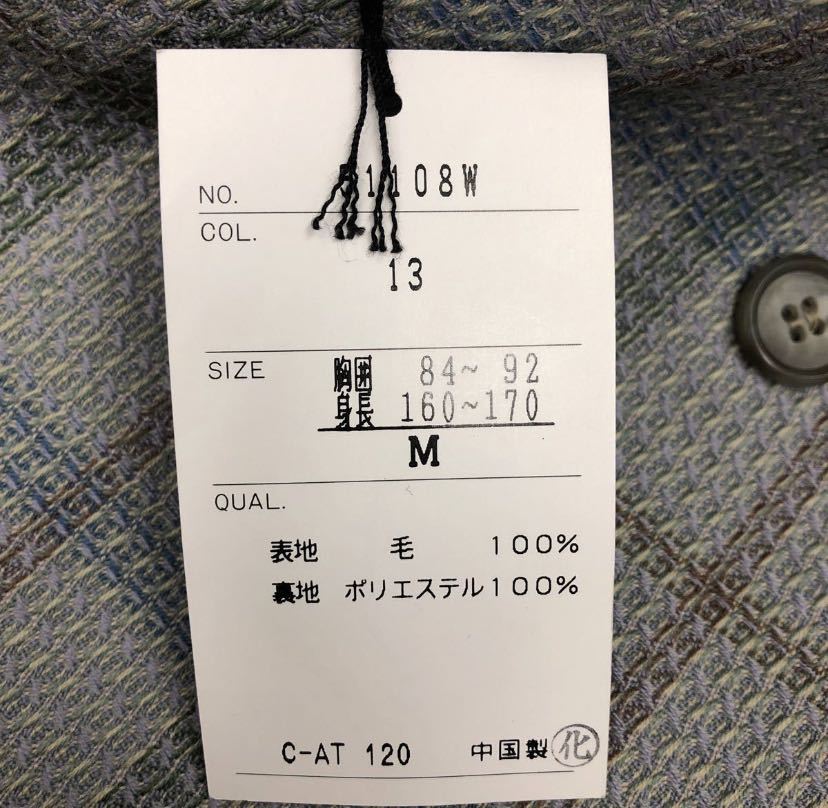 NO. 51108W
COL.
13
SIZE 胸囲 84~ 92
身長 160~170
M
QUAL.
表地 毛 100%
裏地 ポリエステル100%
C-AT 120 中国製 化